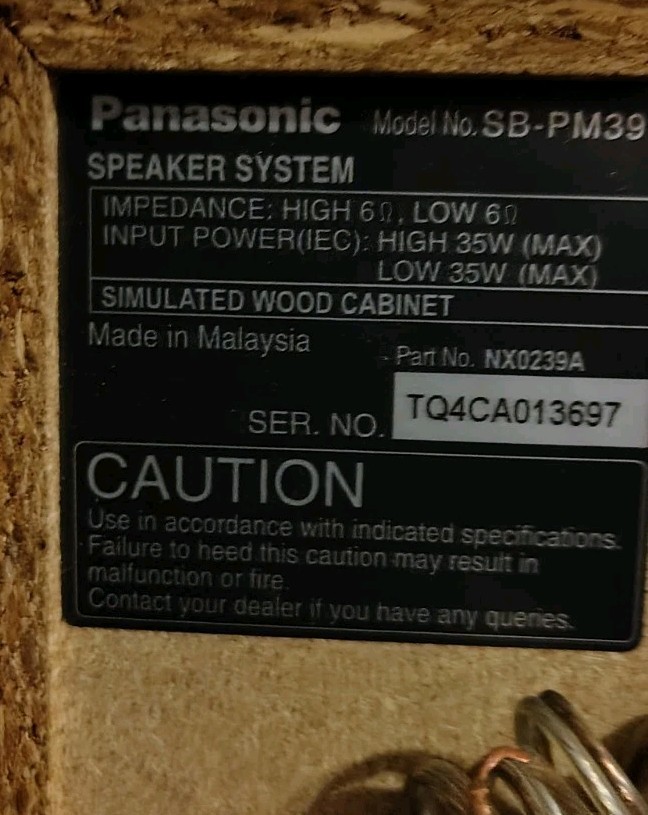 Panasonic Model No. SB-PM39
SPEAKER SYSTEM
IMPEDANCE: HIGH 6Ω, LOW 6Ω
INPUT POWER(IEC): HIGH 35W (MAX)
LOW 35W (MAX)
SIMULATED WOOD CABINET
Made in Malaysia
Part No. NX0239A
SER. NO. TQ4CA013697
CAUTION
Use in accordance with indicated specifications.
Failure to heed this caution may result in
malfunction or fire.
Contact your dealer if you have any queries.